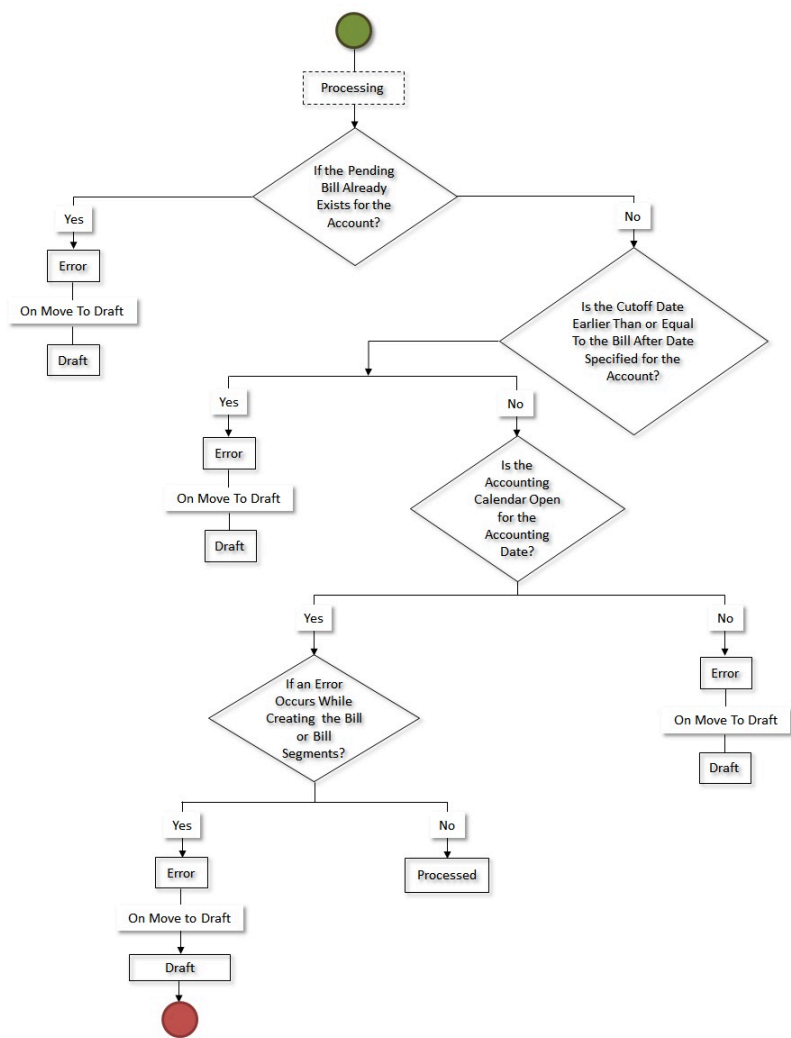 Processing
If the Pending
Bill Already
Exists for the
Account?
Yes
No
Error
On Move To Draft
Draft
Is the Cutoff Date
Earlier Than or Equal
To the Bill After Date
Specified for the
Account?
Yes
No
Error
On Move To Draft
Draft
Is the
Accounting
Calendar Open
for the
Accounting
Date?
Yes
No
If an Error
Occurs While
Creating the Bill
or Bill
Segments?
Error
On Move To Draft
Draft
Yes
No
Error
Processed
On Move to Draft
Draft